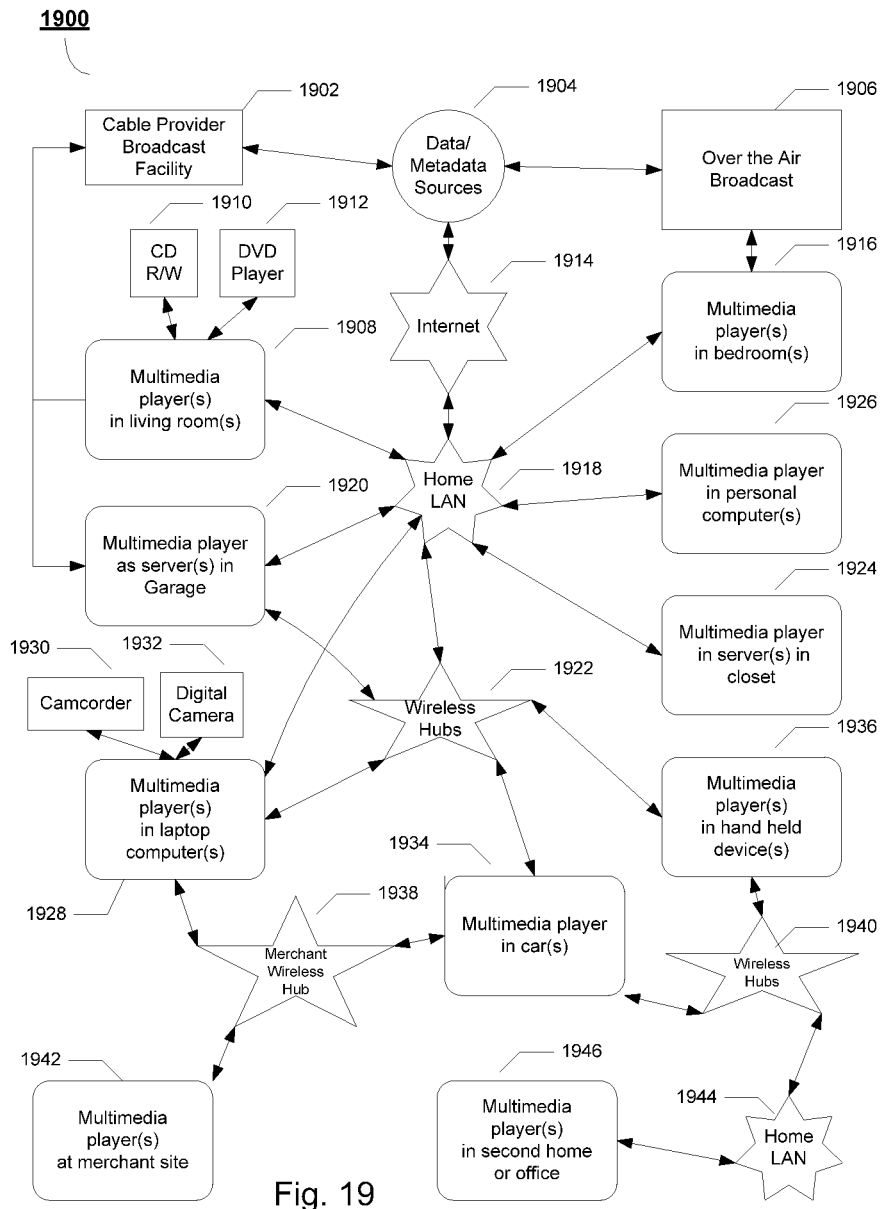 1900
1902
1904
1906
Cable Provider
Broadcast
Facility
Data/
Metadata
Sources
Over the Air
Broadcast
1910
1912
CD
R/W
DVD
Player
1914
1916
Internet
Multimedia
player(s)
in bedroom(s)
1908
Multimedia
player(s)
in living room(s)
1926
Home
LAN
1918
Multimedia player
in personal
computer(s)
1920
Multimedia player
as server(s) in
Garage
1924
Multimedia player
in server(s) in
closet
1930
1932
Camcorder
Digital
Camera
1922
Wireless
Hubs
1936
Multimedia
player(s)
in laptop
computer(s)
Multimedia
player(s)
in hand held
device(s)
1934
1928
1938
Multimedia player
in car(s)
1940
Merchant
Wireless
Hub
Wireless
Hubs
1942
Multimedia
player(s)
at merchant site
1946
Multimedia
player(s)
in second home
or office
1944
Home
LAN
Fig. 19